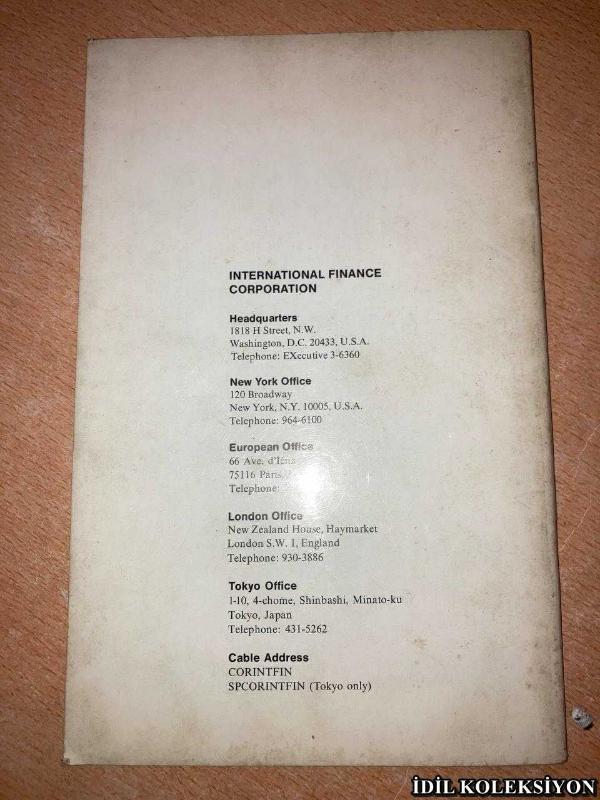 INTERNATIONAL FINANCE
CORPORATION
Headquarters
1818 H Street, N.W.
Washington, D.C. 20433, U.S.A.
Telephone: EXecutive 3-6360
New York Office
120 Broadway
New York, N.Y. 10005, U.S.A.
Telephone: 964-6100
European Office
66 Ave. d'Iéna
75116 Paris,
Telephone:
London Office
New Zealand House, Haymarket
London S.W. 1, England
Telephone: 930-3886
Tokyo Office
1-10, 4-chome, Shinbashi, Minato-ku
Tokyo, Japan
Telephone: 431-5262
Cable Address
CORINTFIN
SPCORINTFIN (Tokyo only)
İDİL KOLEKSİYON